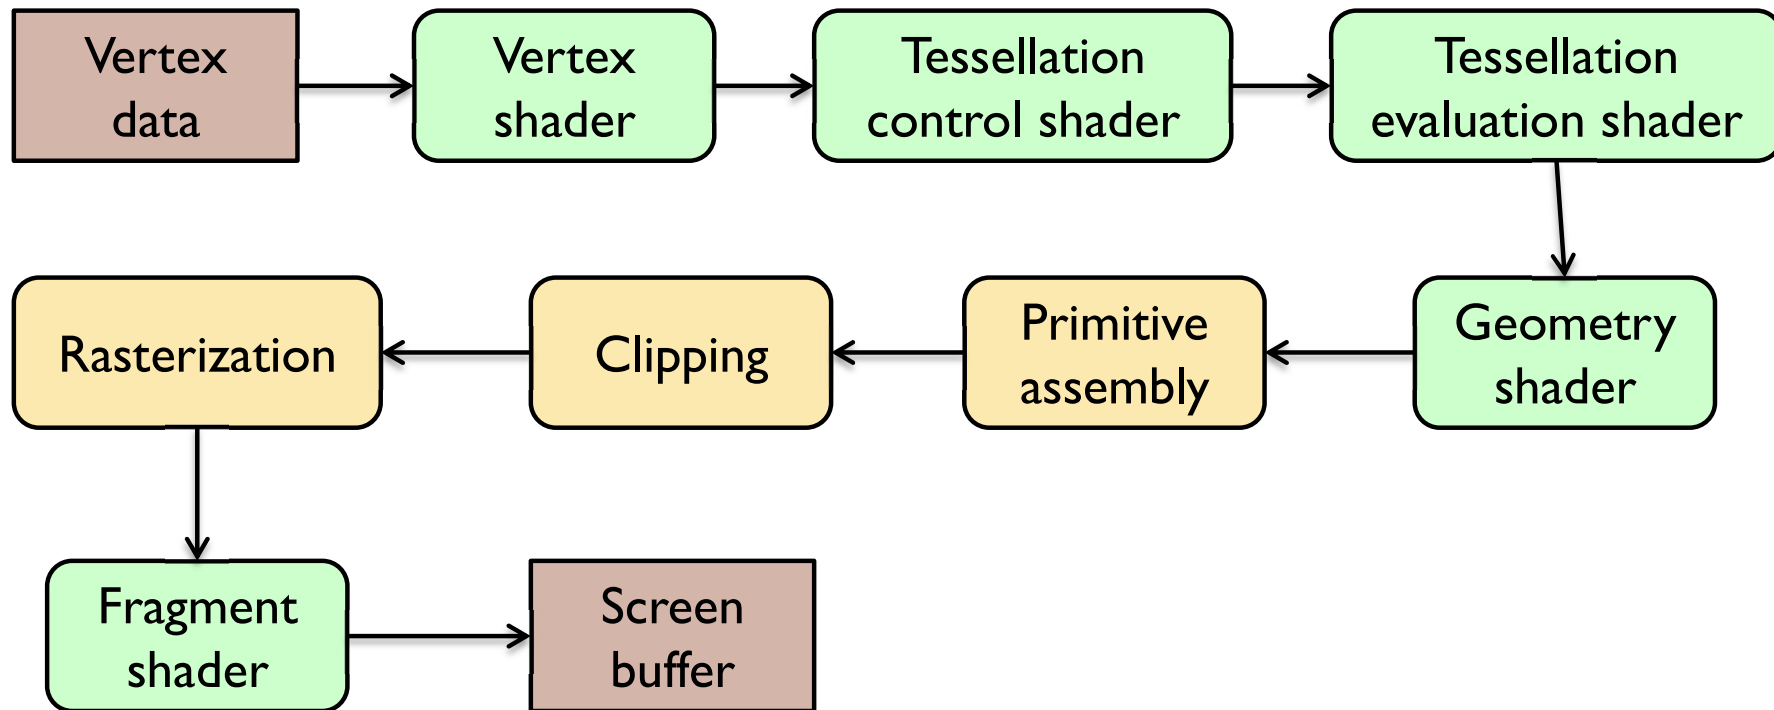 Vertex
data
Vertex
shader
Tessellation
control shader
Tessellation
evaluation shader
Rasterization
Clipping
Primitive
assembly
Geometry
shader
Fragment
shader
Screen
buffer